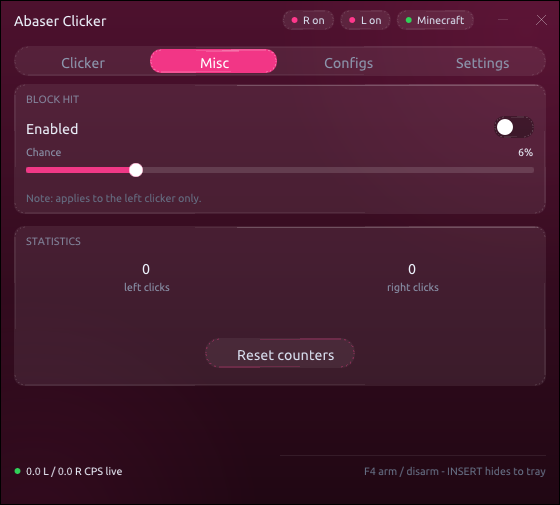 Abaser Clicker
R on
L on
Minecraft
Clicker
Misc
Configs
Settings
BLOCK HIT
Enabled
Chance
6%
Note: applies to the left clicker only.
STATISTICS
0
0
left clicks
right clicks
Reset counters
0.0 L / 0.0 R CPS live
F4 arm / disarm - INSERT hides to tray